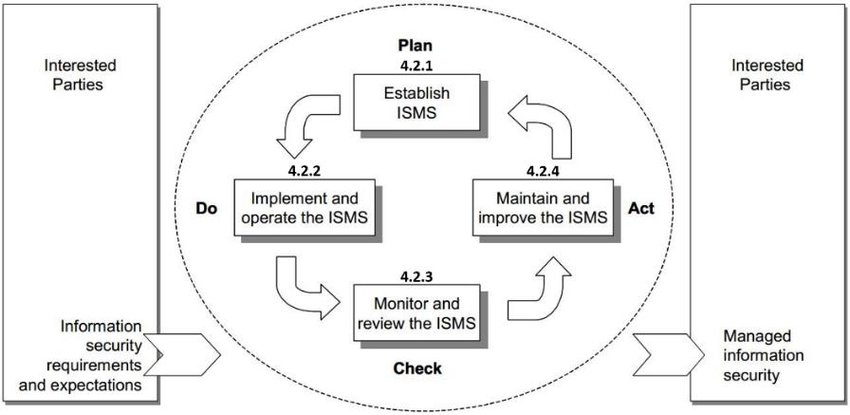 Interested
Parties
Plan
4.2.1
Establish
ISMS
4.2.2
Implement and
operate the ISMS
Do
4.2.4
Maintain and
improve the ISMS
Act
4.2.3
Monitor and
review the ISMS
Check
Information
security
requirements
and expectations
Interested
Parties
Managed
information
security